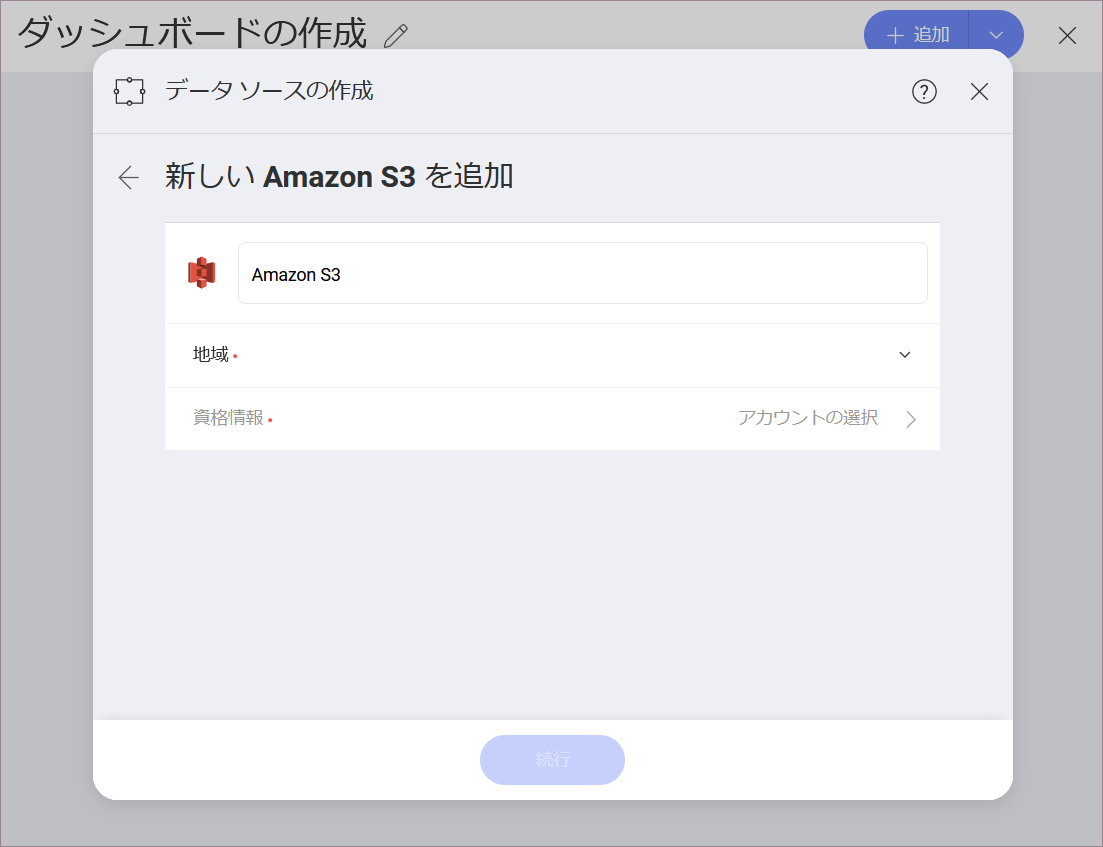 ダッシュボードの作成
追加
データ ソースの作成
新しい Amazon S3 を追加
Amazon S3
地域
資格情報 アカウントの選択
続行